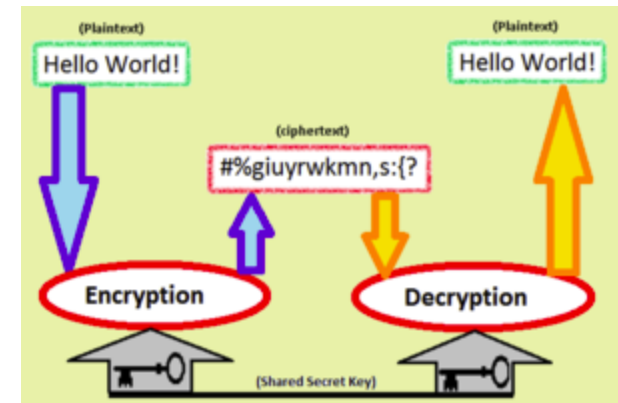 (Plaintext)
Hello World!
(Plaintext)
Hello World!
(ciphertext)
#%giuyrwkmn,s:{?
Encryption
Decryption
(Shared Secret Key)